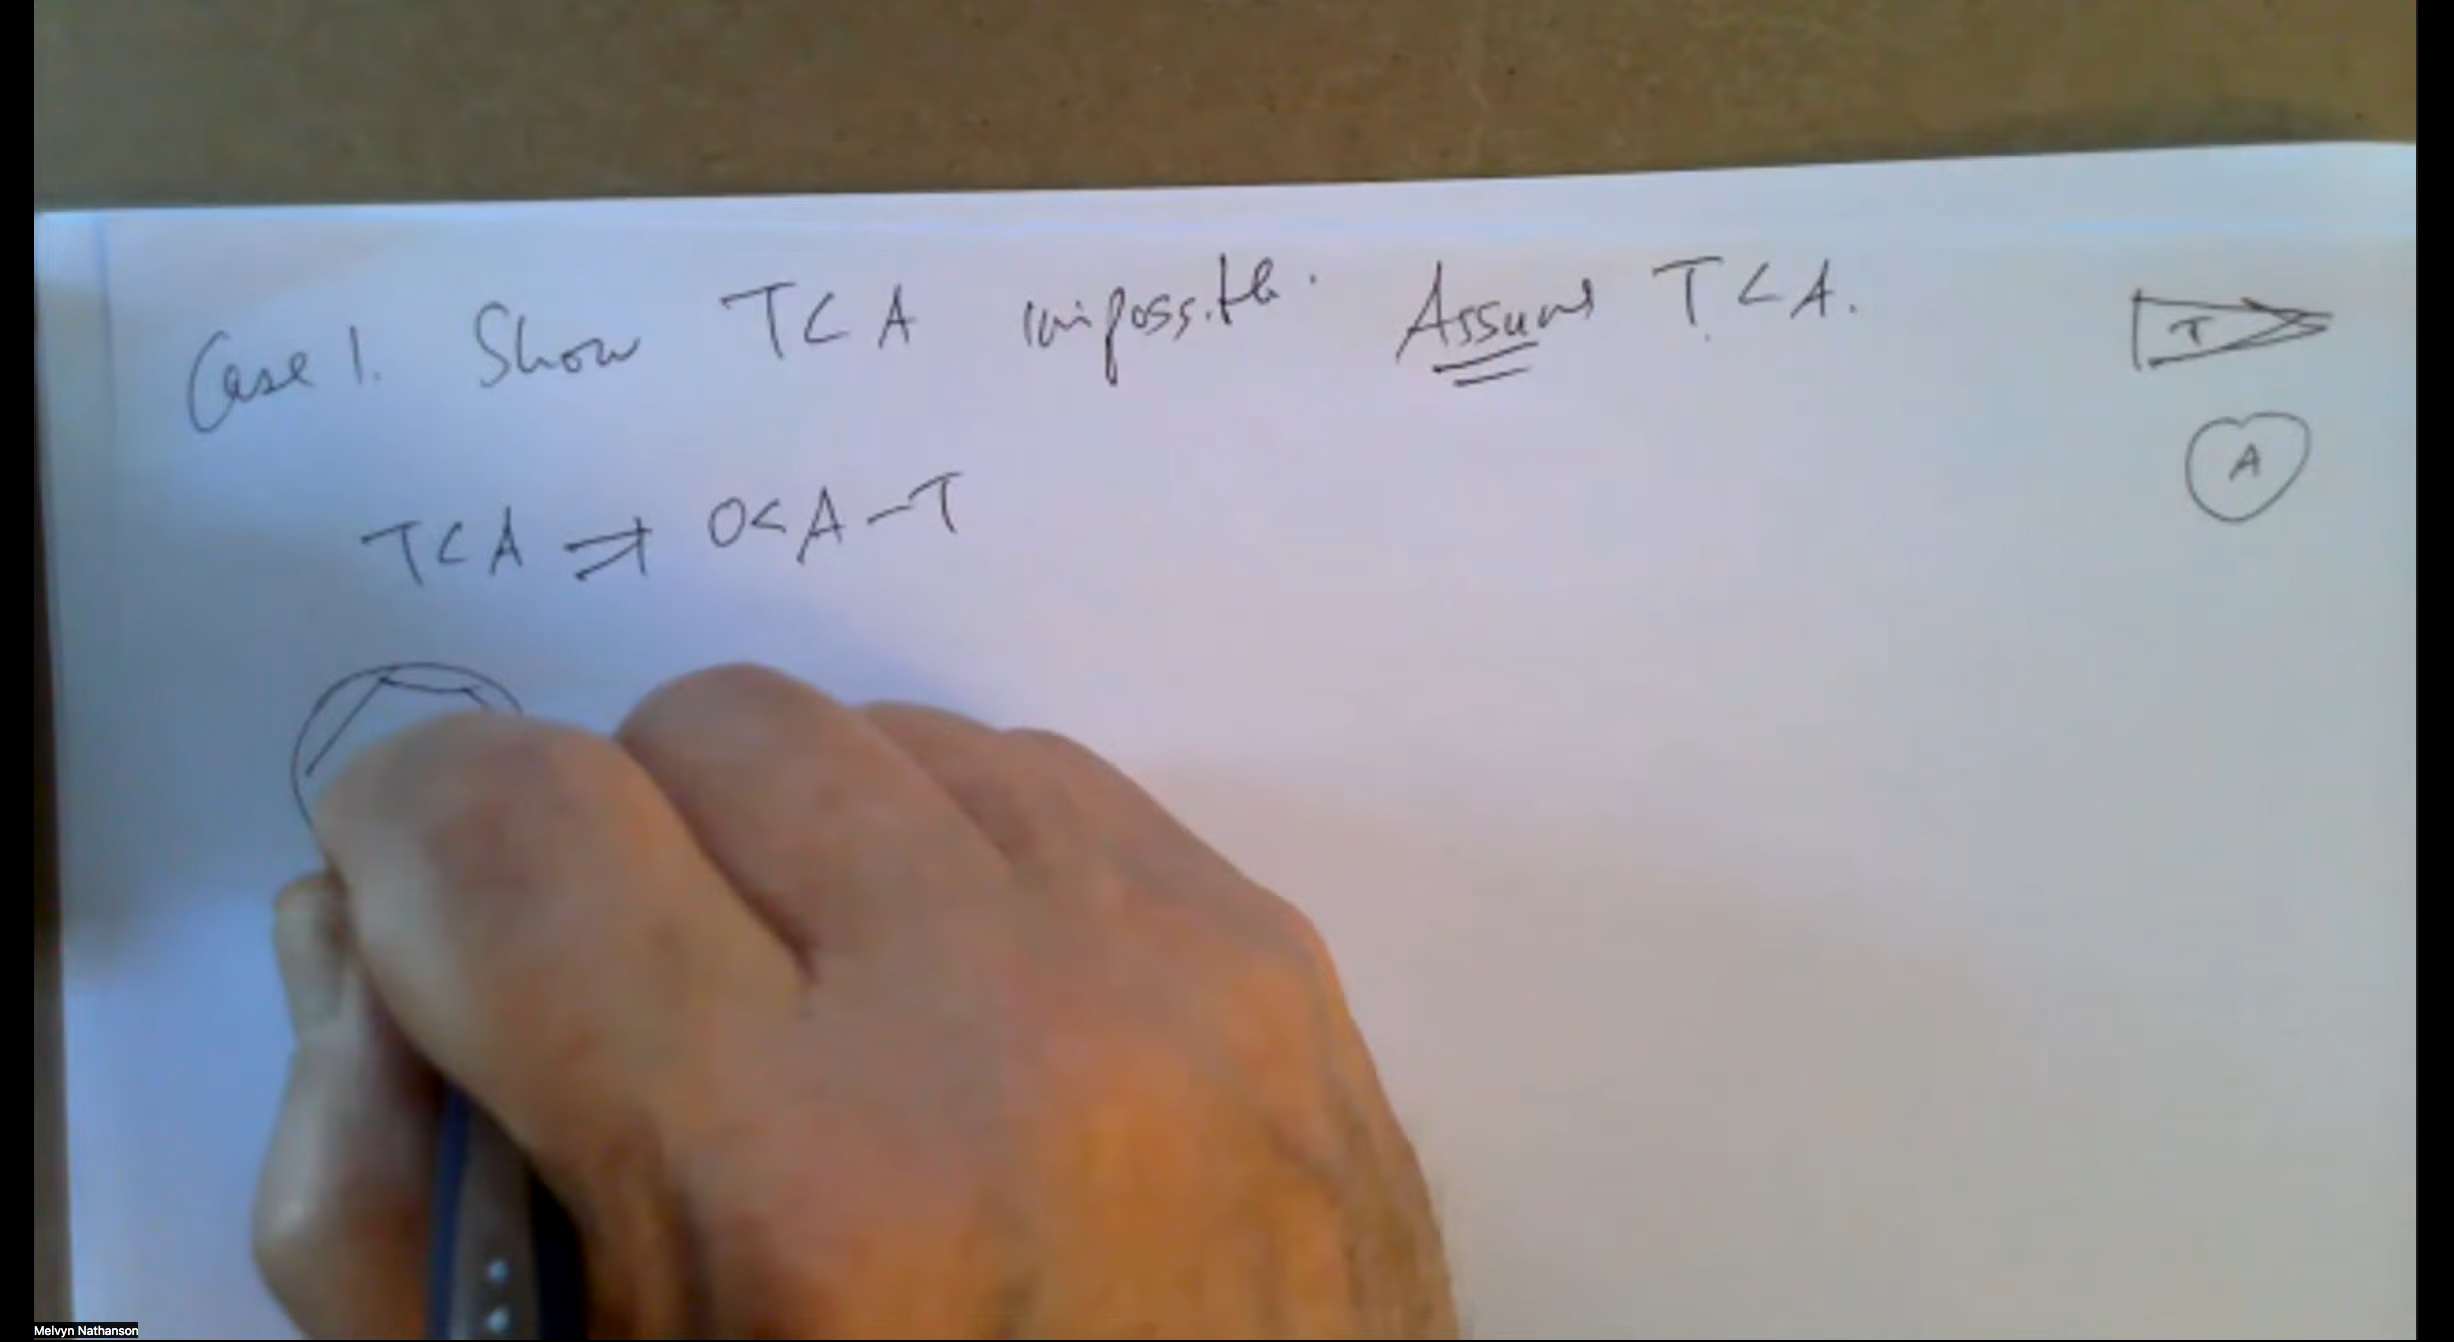 Case 1. Show T < A impossible. Assume T < A.
T
A
T < A ⇒ 0 < A - T
Melvyn Nathanson